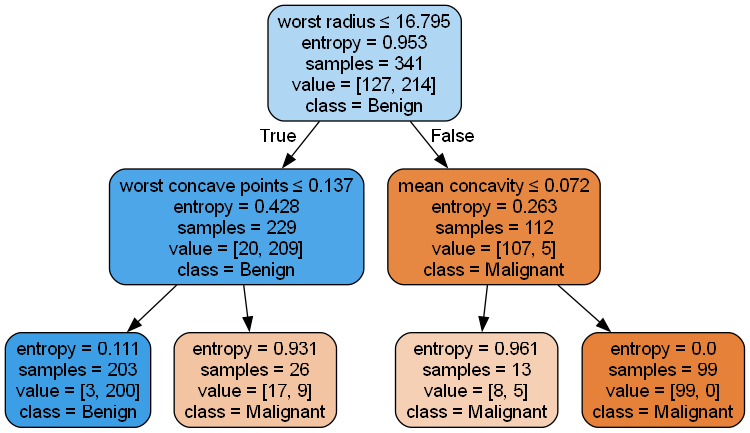 worst radius ≤ 16.795
entropy = 0.953
samples = 341
value = [127, 214]
class = Benign
True
False
worst concave points ≤ 0.137
entropy = 0.428
samples = 229
value = [20, 209]
class = Benign
mean concavity ≤ 0.072
entropy = 0.263
samples = 112
value = [107, 5]
class = Malignant
entropy = 0.111
samples = 203
value = [3, 200]
class = Benign
entropy = 0.931
samples = 26
value = [17, 9]
class = Malignant
entropy = 0.961
samples = 13
value = [8, 5]
class = Malignant
entropy = 0.0
samples = 99
value = [99, 0]
class = Malignant